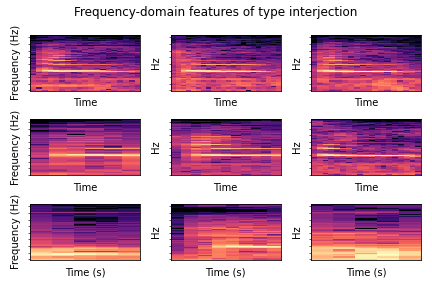 Frequency-domain features of type interjection
Frequency (Hz)
Hz
Hz
Time
Time
Time
Frequency (Hz)
Hz
Hz
Time
Time
Time
Frequency (Hz)
Hz
Hz
Time (s)
Time (s)
Time (s)